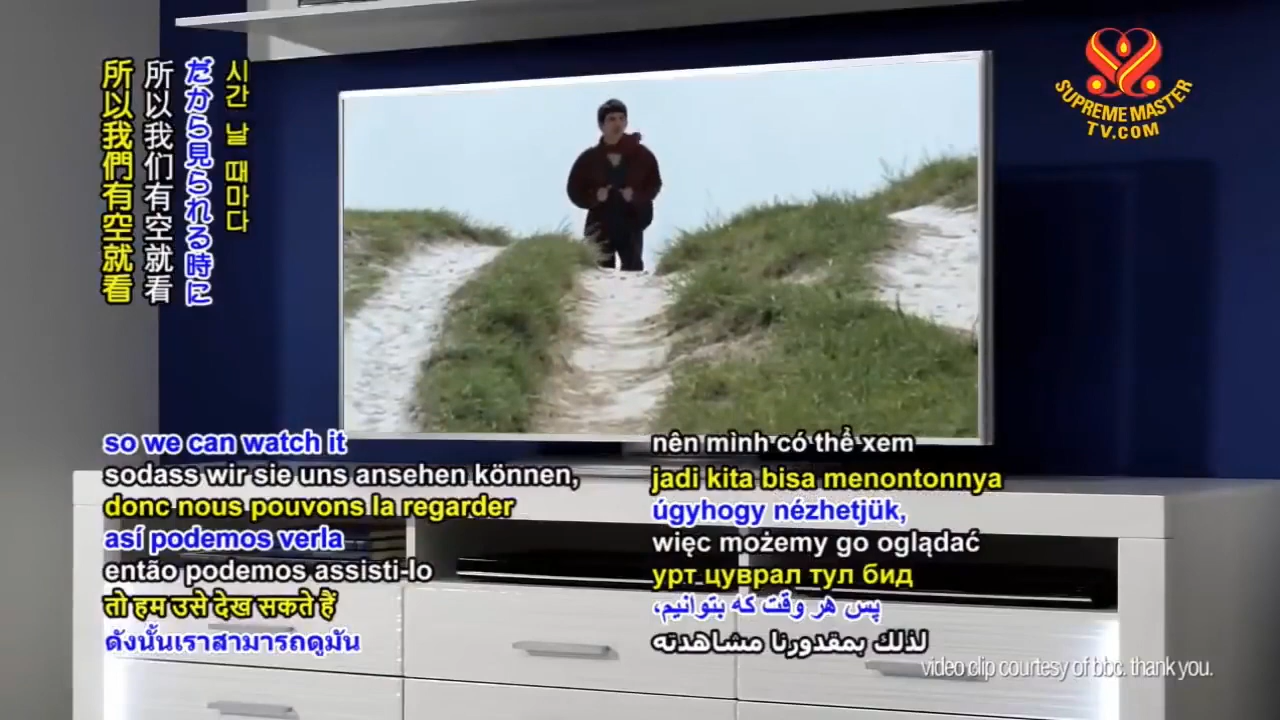 시간 날 때마다
だから見られる時に
所以我们有空就看
所以我們有空就看
SUPREME MASTER
TV.COM
so we can watch it
sodass wir sie uns ansehen können,
donc nous pouvons la regarder
así podemos verla
então podemos assisti-lo
तो हम उसे देख सकते हैं
ดังนั้นเราสามารถดูมัน
nên mình có thể xem
jadi kita bisa menontonnya
úgyhogy nézhetjük,
więc możemy go oglądać
урт цуврал тул бид
پس هر وقت که بتوانیم،
لذلك بمقدورنا مشاهدته
video clip courtesy of bbc. thank you.